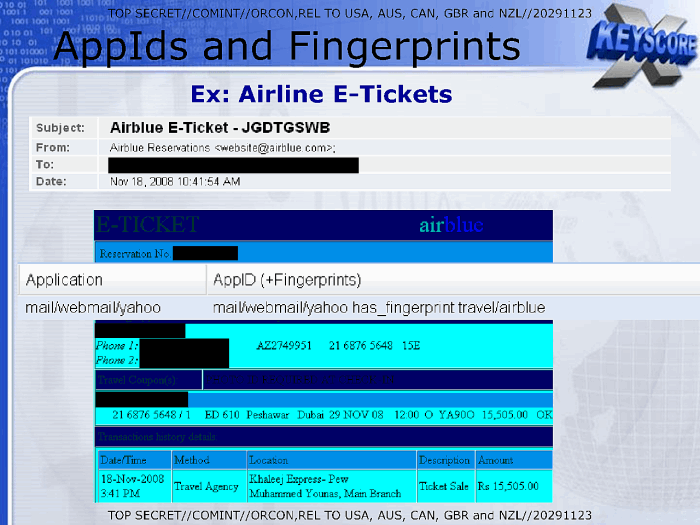 TOP SECRET//COMINT//ORCON,REL TO USA, AUS, CAN, GBR and NZL//20291123
AppIds and Fingerprints
XKEYSCORE
Ex: Airline E-Tickets
Subject: Airblue E-Ticket - JGDTGSWB
From: Airblue Reservations <website@airblue.com>;
To:
Date: Nov 18, 2008 10:41:54 AM
E-TICKET airblue
Reservation No.
Application AppID (+Fingerprints)
mail/webmail/yahoo mail/webmail/yahoo has_fingerprint travel/airblue
Phone 1: AZ2749951 21 6876 5648 15E
Phone 2:
Travel Coupon(s):
21 6876 5648 / 1 ED 610 Peshawar Dubai 29 NOV 08 12:00 O YA90O 15,505.00 OK
Transactions history details
Date/Time Method Location Description Amount
18-Nov-2008 3:41 PM Travel Agency Khaleej Express- Pew Muhammed Younas, Main Branch Ticket Sale Rs 15,505.00
TOP SECRET//COMINT//ORCON,REL TO USA, AUS, CAN, GBR and NZL//20291123